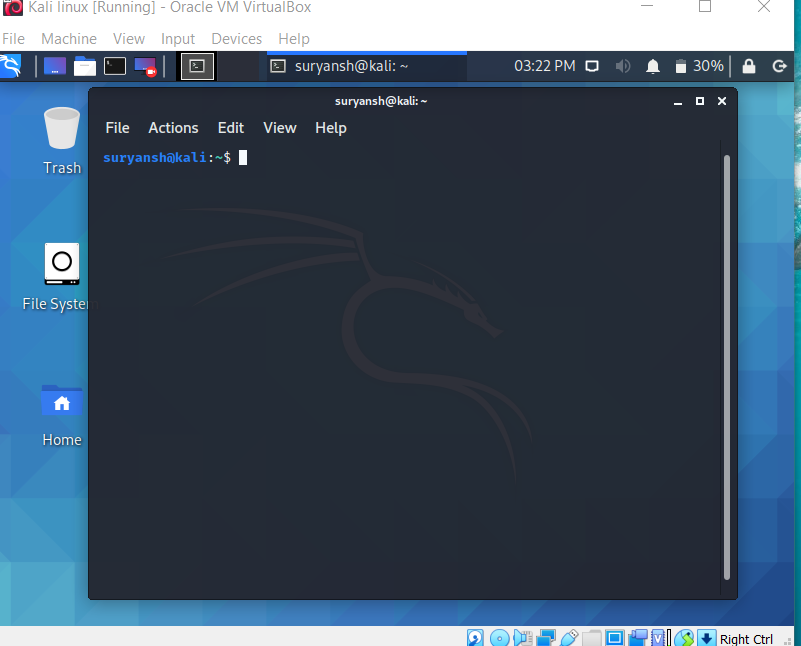 Kali linux [Running] - Oracle VM VirtualBox
File Machine View Input Devices Help
suryansh@kali: ~ 03:22 PM 30%
suryansh@kali: ~
File Actions Edit View Help
suryansh@kali:~$
Trash
File System
Home
Right Ctrl